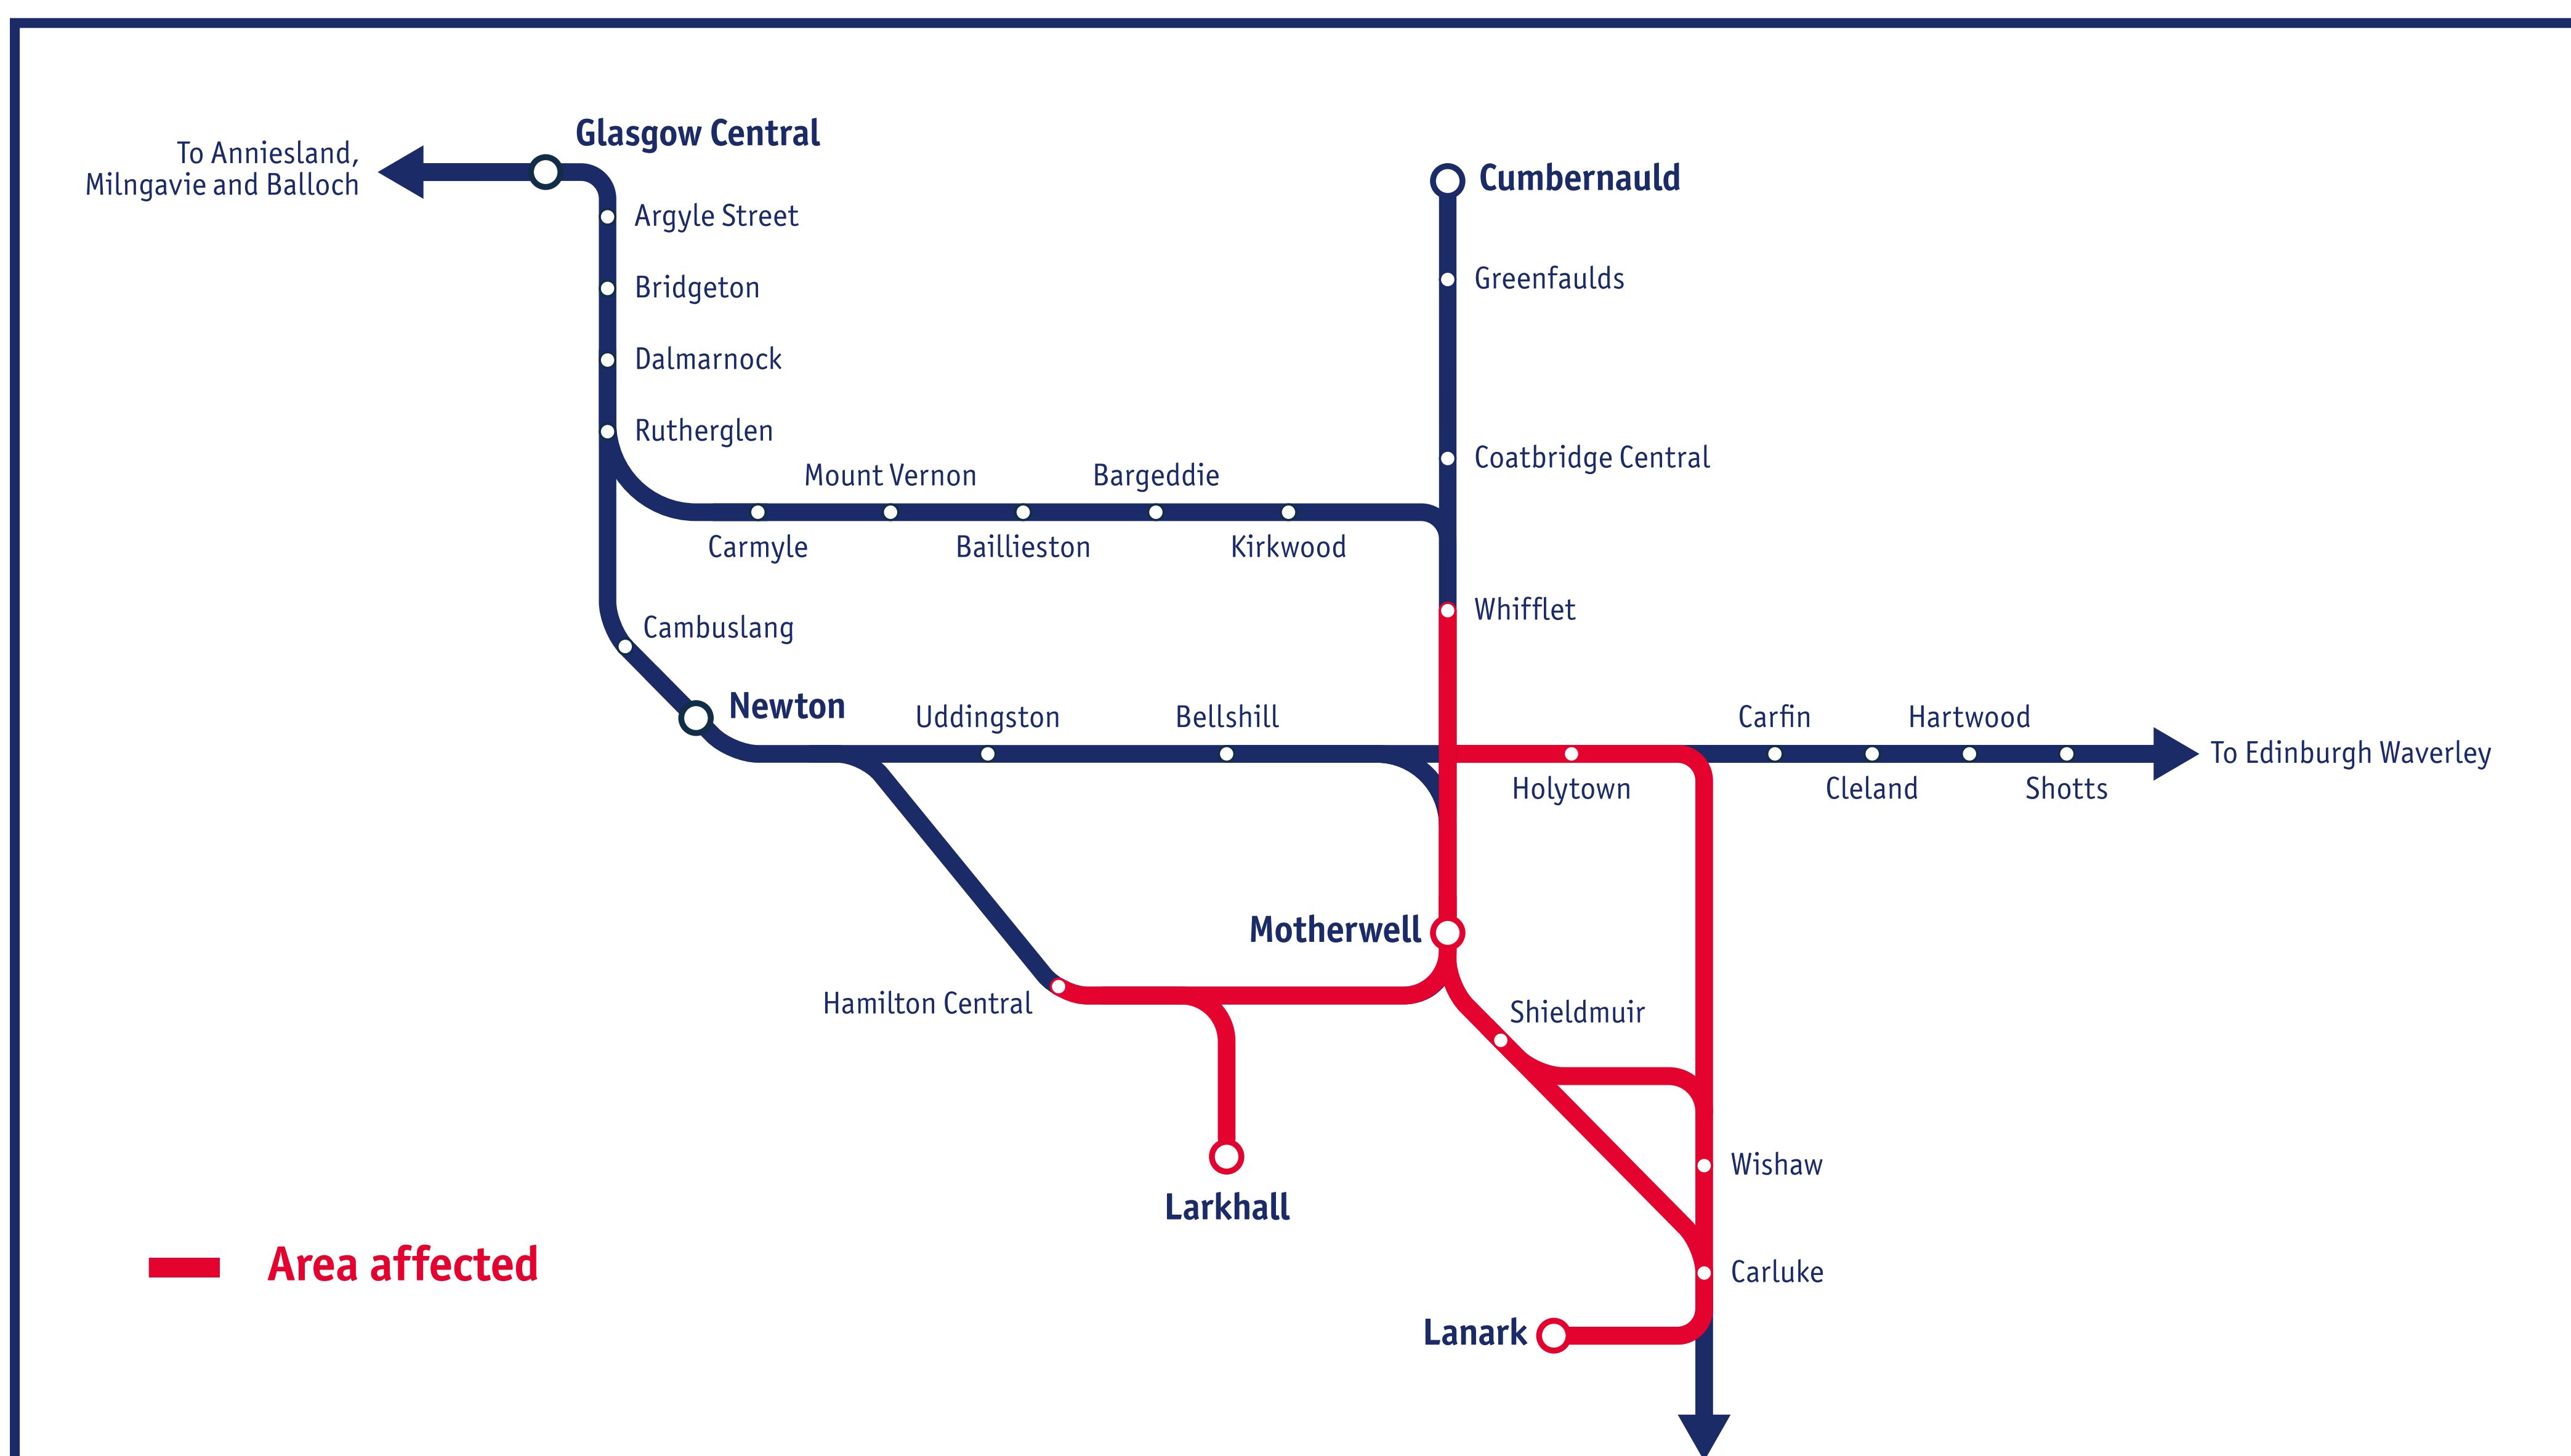 Glasgow Central
To Anniesland,
Milngavie and Balloch
Cumbernauld
Argyle Street
Greenfaulds
Bridgeton
Dalmarnock
Rutherglen
Coatbridge Central
Mount Vernon
Bargeddie
Carmyle
Baillieston
Kirkwood
Whifflet
Cambuslang
Newton
Uddingston
Bellshill
Carfin
Hartwood
To Edinburgh Waverley
Holytown
Cleland
Shotts
Motherwell
Hamilton Central
Shieldmuir
Wishaw
Larkhall
Area affected
Carluke
Lanark